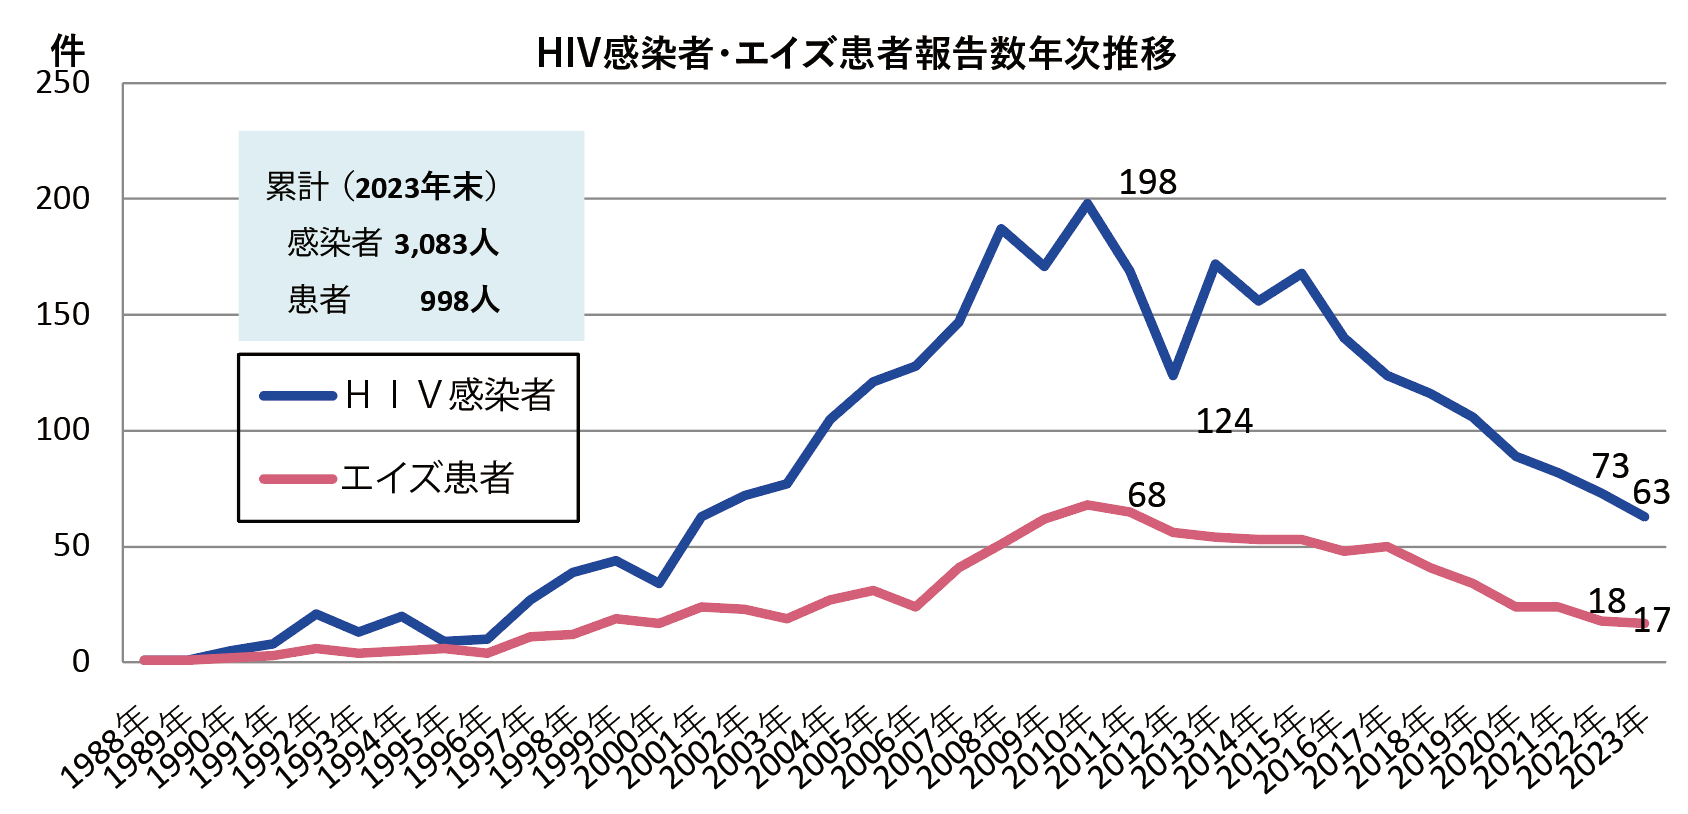 HIV感染者・エイズ患者報告数年次推移
件
250
200
150
100
50
0
累計（2023年末）
感染者 3,083人
患者 998人
ＨＩＶ感染者
エイズ患者
198
124
68
73
63
18
17
1988年
1989年
1990年
1991年
1992年
1993年
1994年
1995年
1996年
1997年
1998年
1999年
2000年
2001年
2002年
2003年
2004年
2005年
2006年
2007年
2008年
2009年
2010年
2011年
2012年
2013年
2014年
2015年
2016年
2017年
2018年
2019年
2020年
2021年
2022年
2023年